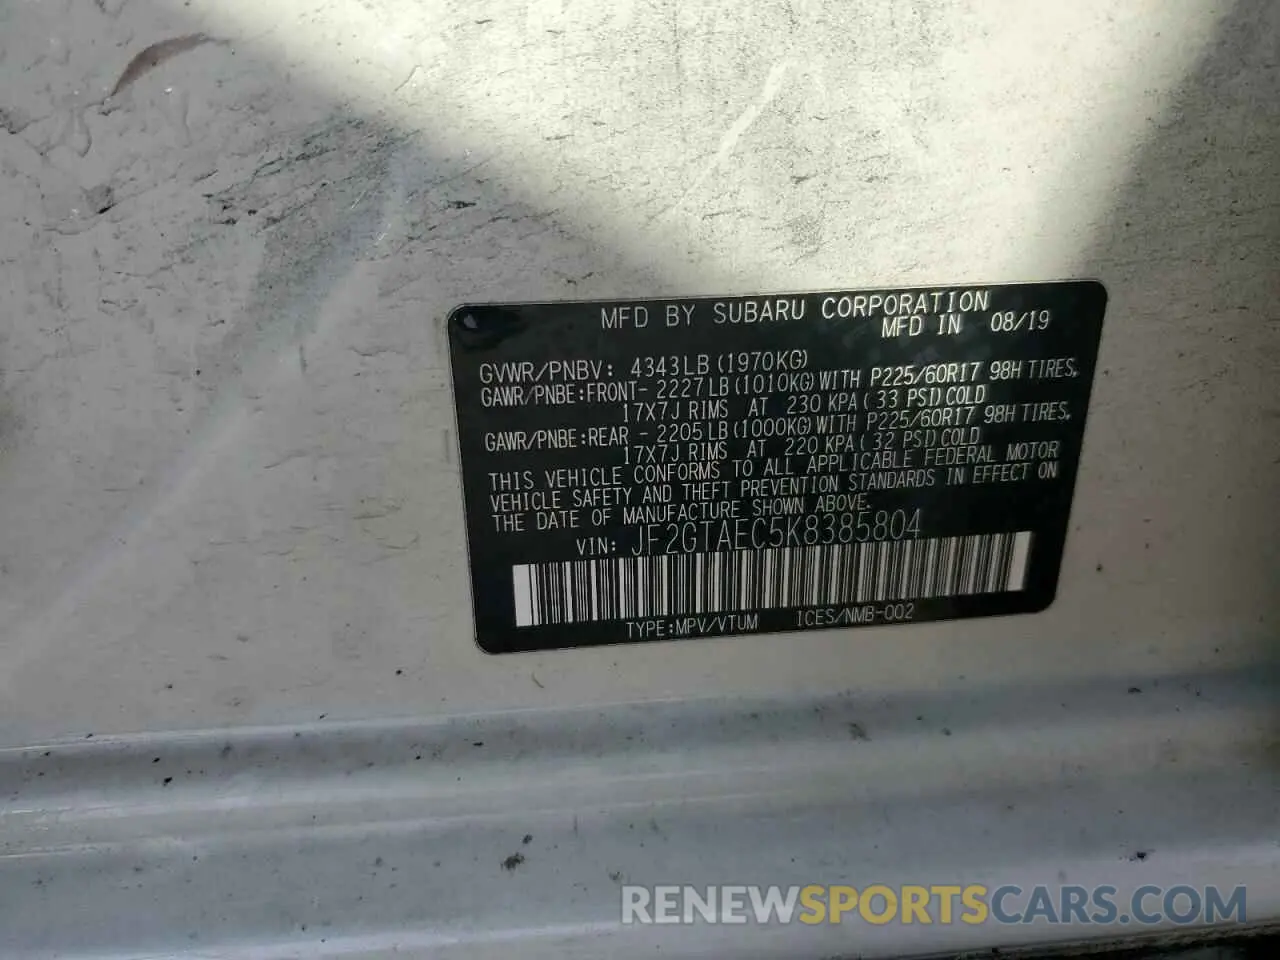 MFD BY SUBARU CORPORATION
MFD IN 08/19
GVWR/PNBV: 4343LB (1970KG)
GAWR/PNBE:FRONT- 2227LB (1010KG) WITH P225/60R17 98H TIRES,
17X7J RIMS AT 230 KPA ( 33 PSI) COLD
GAWR/PNBE:REAR - 2205LB (1000KG) WITH P225/60R17 98H TIRES,
17X7J RIMS AT 220 KPA ( 32 PSI) COLD
THIS VEHICLE CONFORMS TO ALL APPLICABLE FEDERAL MOTOR
VEHICLE SAFETY AND THEFT PREVENTION STANDARDS IN EFFECT ON
THE DATE OF MANUFACTURE SHOWN ABOVE.
VIN: JF2GTAEC5K8385804
TYPE:MPV/VTUM ICES/NMB-002
RENEWSPORTSCARS.COM